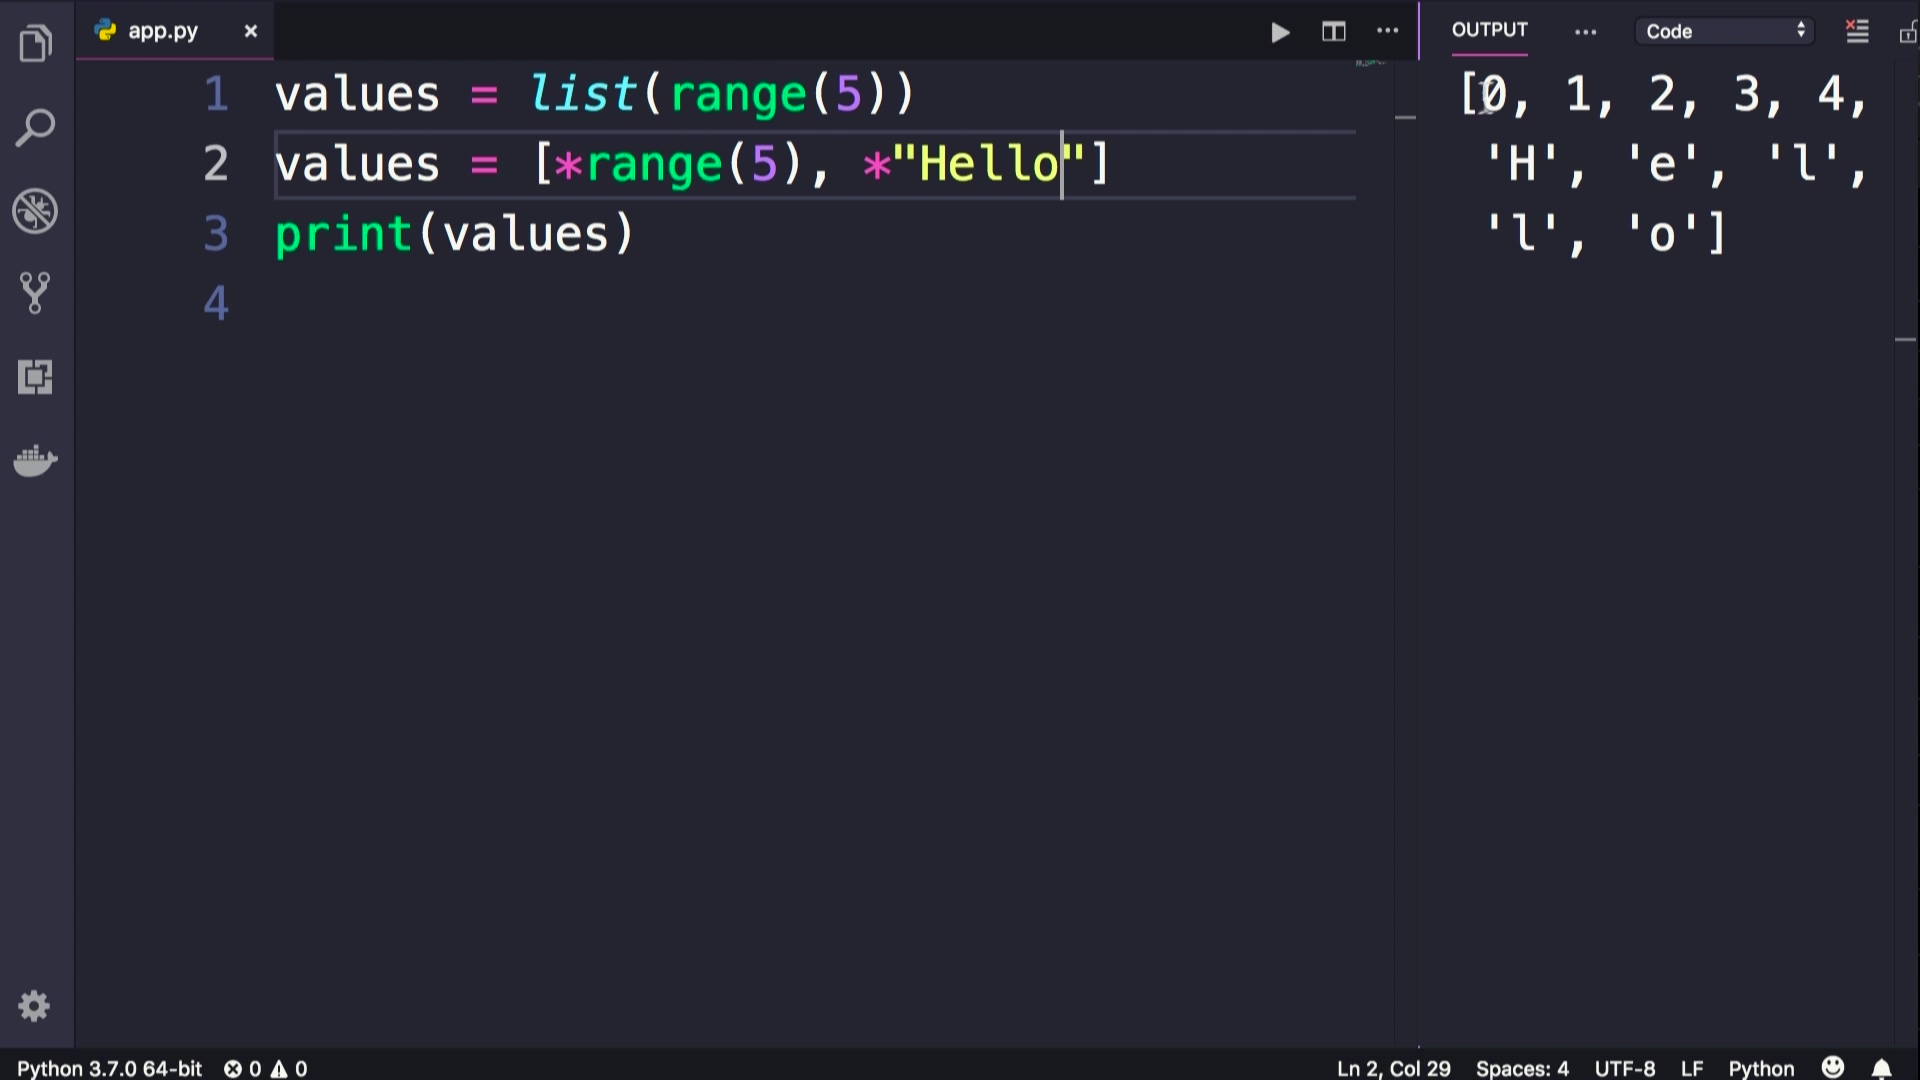 app.py × OUTPUT Code
1 values = list(range(5))
2 values = [*range(5), *"Hello"]
3 print(values)
4
[0, 1, 2, 3, 4,
'H', 'e', 'l',
'l', 'o']
Python 3.7.0 64-bit 0 0 Ln 2, Col 29 Spaces: 4 UTF-8 LF Python